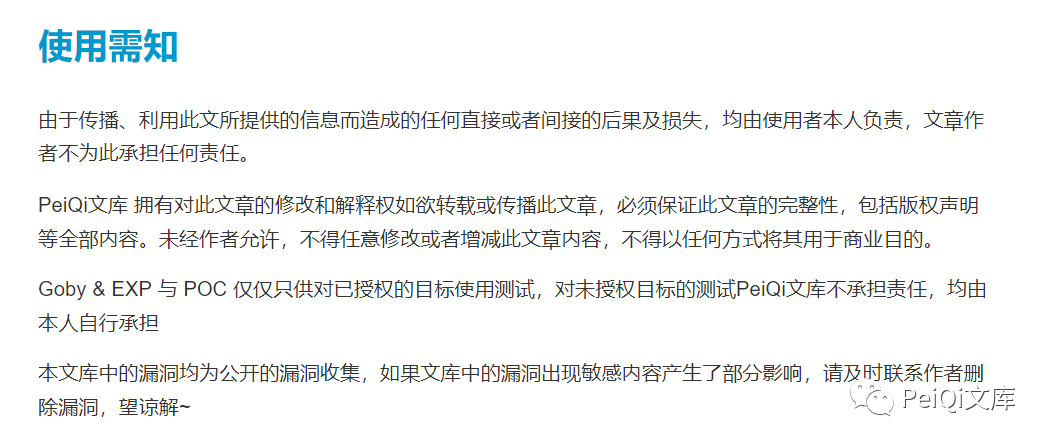 使用需知
由于传播、利用此文所提供的信息而造成的任何直接或者间接的后果及损失，均由使用者本人负责，文章作
者不为此承担任何责任。
PeiQi文库 拥有对此文章的修改和解释权如欲转载或传播此文章，必须保证此文章的完整性，包括版权声明
等全部内容。未经作者允许，不得任意修改或者增减此文章内容，不得以任何方式将其用于商业目的。
Goby & EXP 与 POC 仅仅只供对已授权的目标使用测试，对未授权目标的测试PeiQi文库不承担责任，均由
本人自行承担
本文库中的漏洞均为公开的漏洞收集，如果文库中的漏洞出现敏感内容产生了部分影响，请及时联系作者删
除漏洞，望谅解~
PeiQi文库